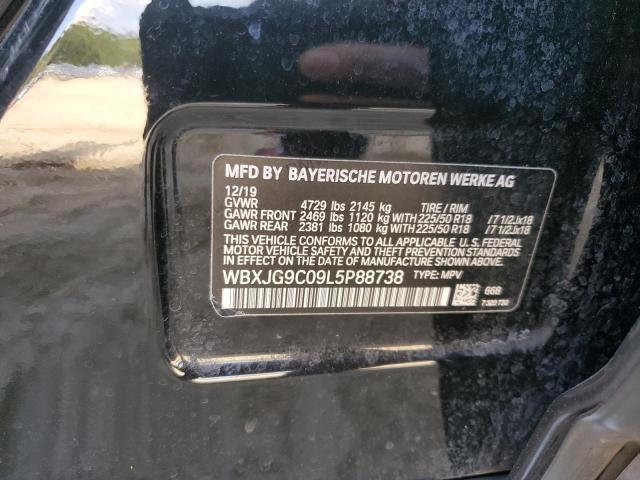 MFD BY BAYERISCHE MOTOREN WERKE AG
12/19
GVWR 4729 lbs 2145 kg TIRE / RIM
GAWR FRONT 2469 lbs 1120 kg WITH 225/50 R18 /7 1/2Jx18
GAWR REAR 2381 lbs 1080 kg WITH 225/50 R18 /7 1/2Jx18
THIS VEHICLE CONFORMS TO ALL APPLICABLE U.S. FEDERAL
MOTOR VEHICLE SAFETY, BUMPER, AND THEFT PREVENTION STANDARDS
IN EFFECT ON THE DATE OF MANUFACTURE SHOWN ABOVE.
WBXJG9C09L5P88738 TYPE: MPV
668